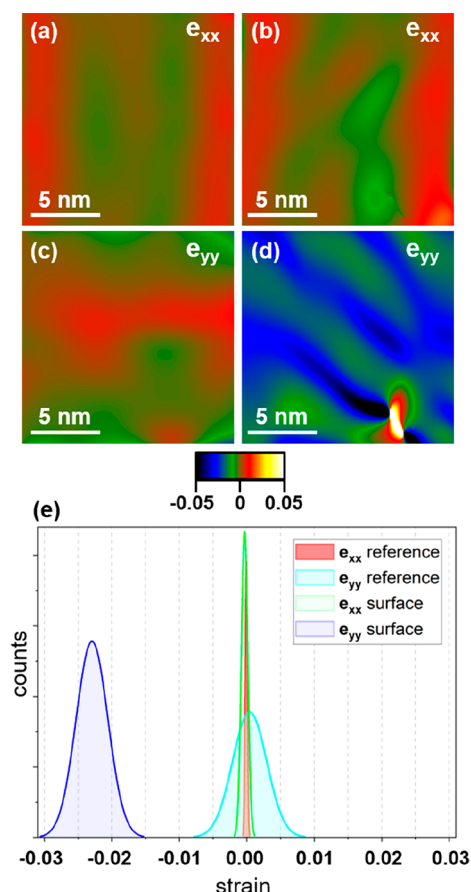 (a) exx
5 nm
(b) exx
5 nm
(c) eyy
5 nm
(d) eyy
5 nm
-0.05 0 0.05
(e)
exx reference
eyy reference
exx surface
eyy surface
counts
-0.03 -0.02 -0.01 0.00 0.01 0.02 0.03
strain